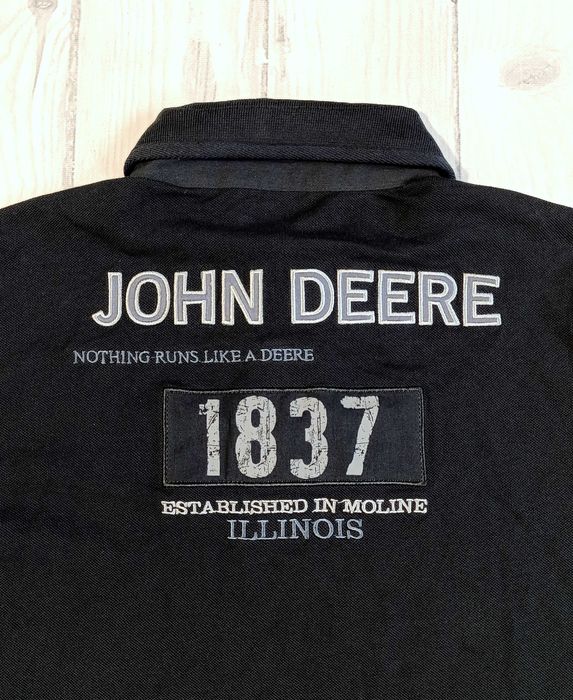 JOHN DEERE
NOTHING RUNS LIKE A DEERE
1837
ESTABLISHED IN MOLINE
ILLINOIS